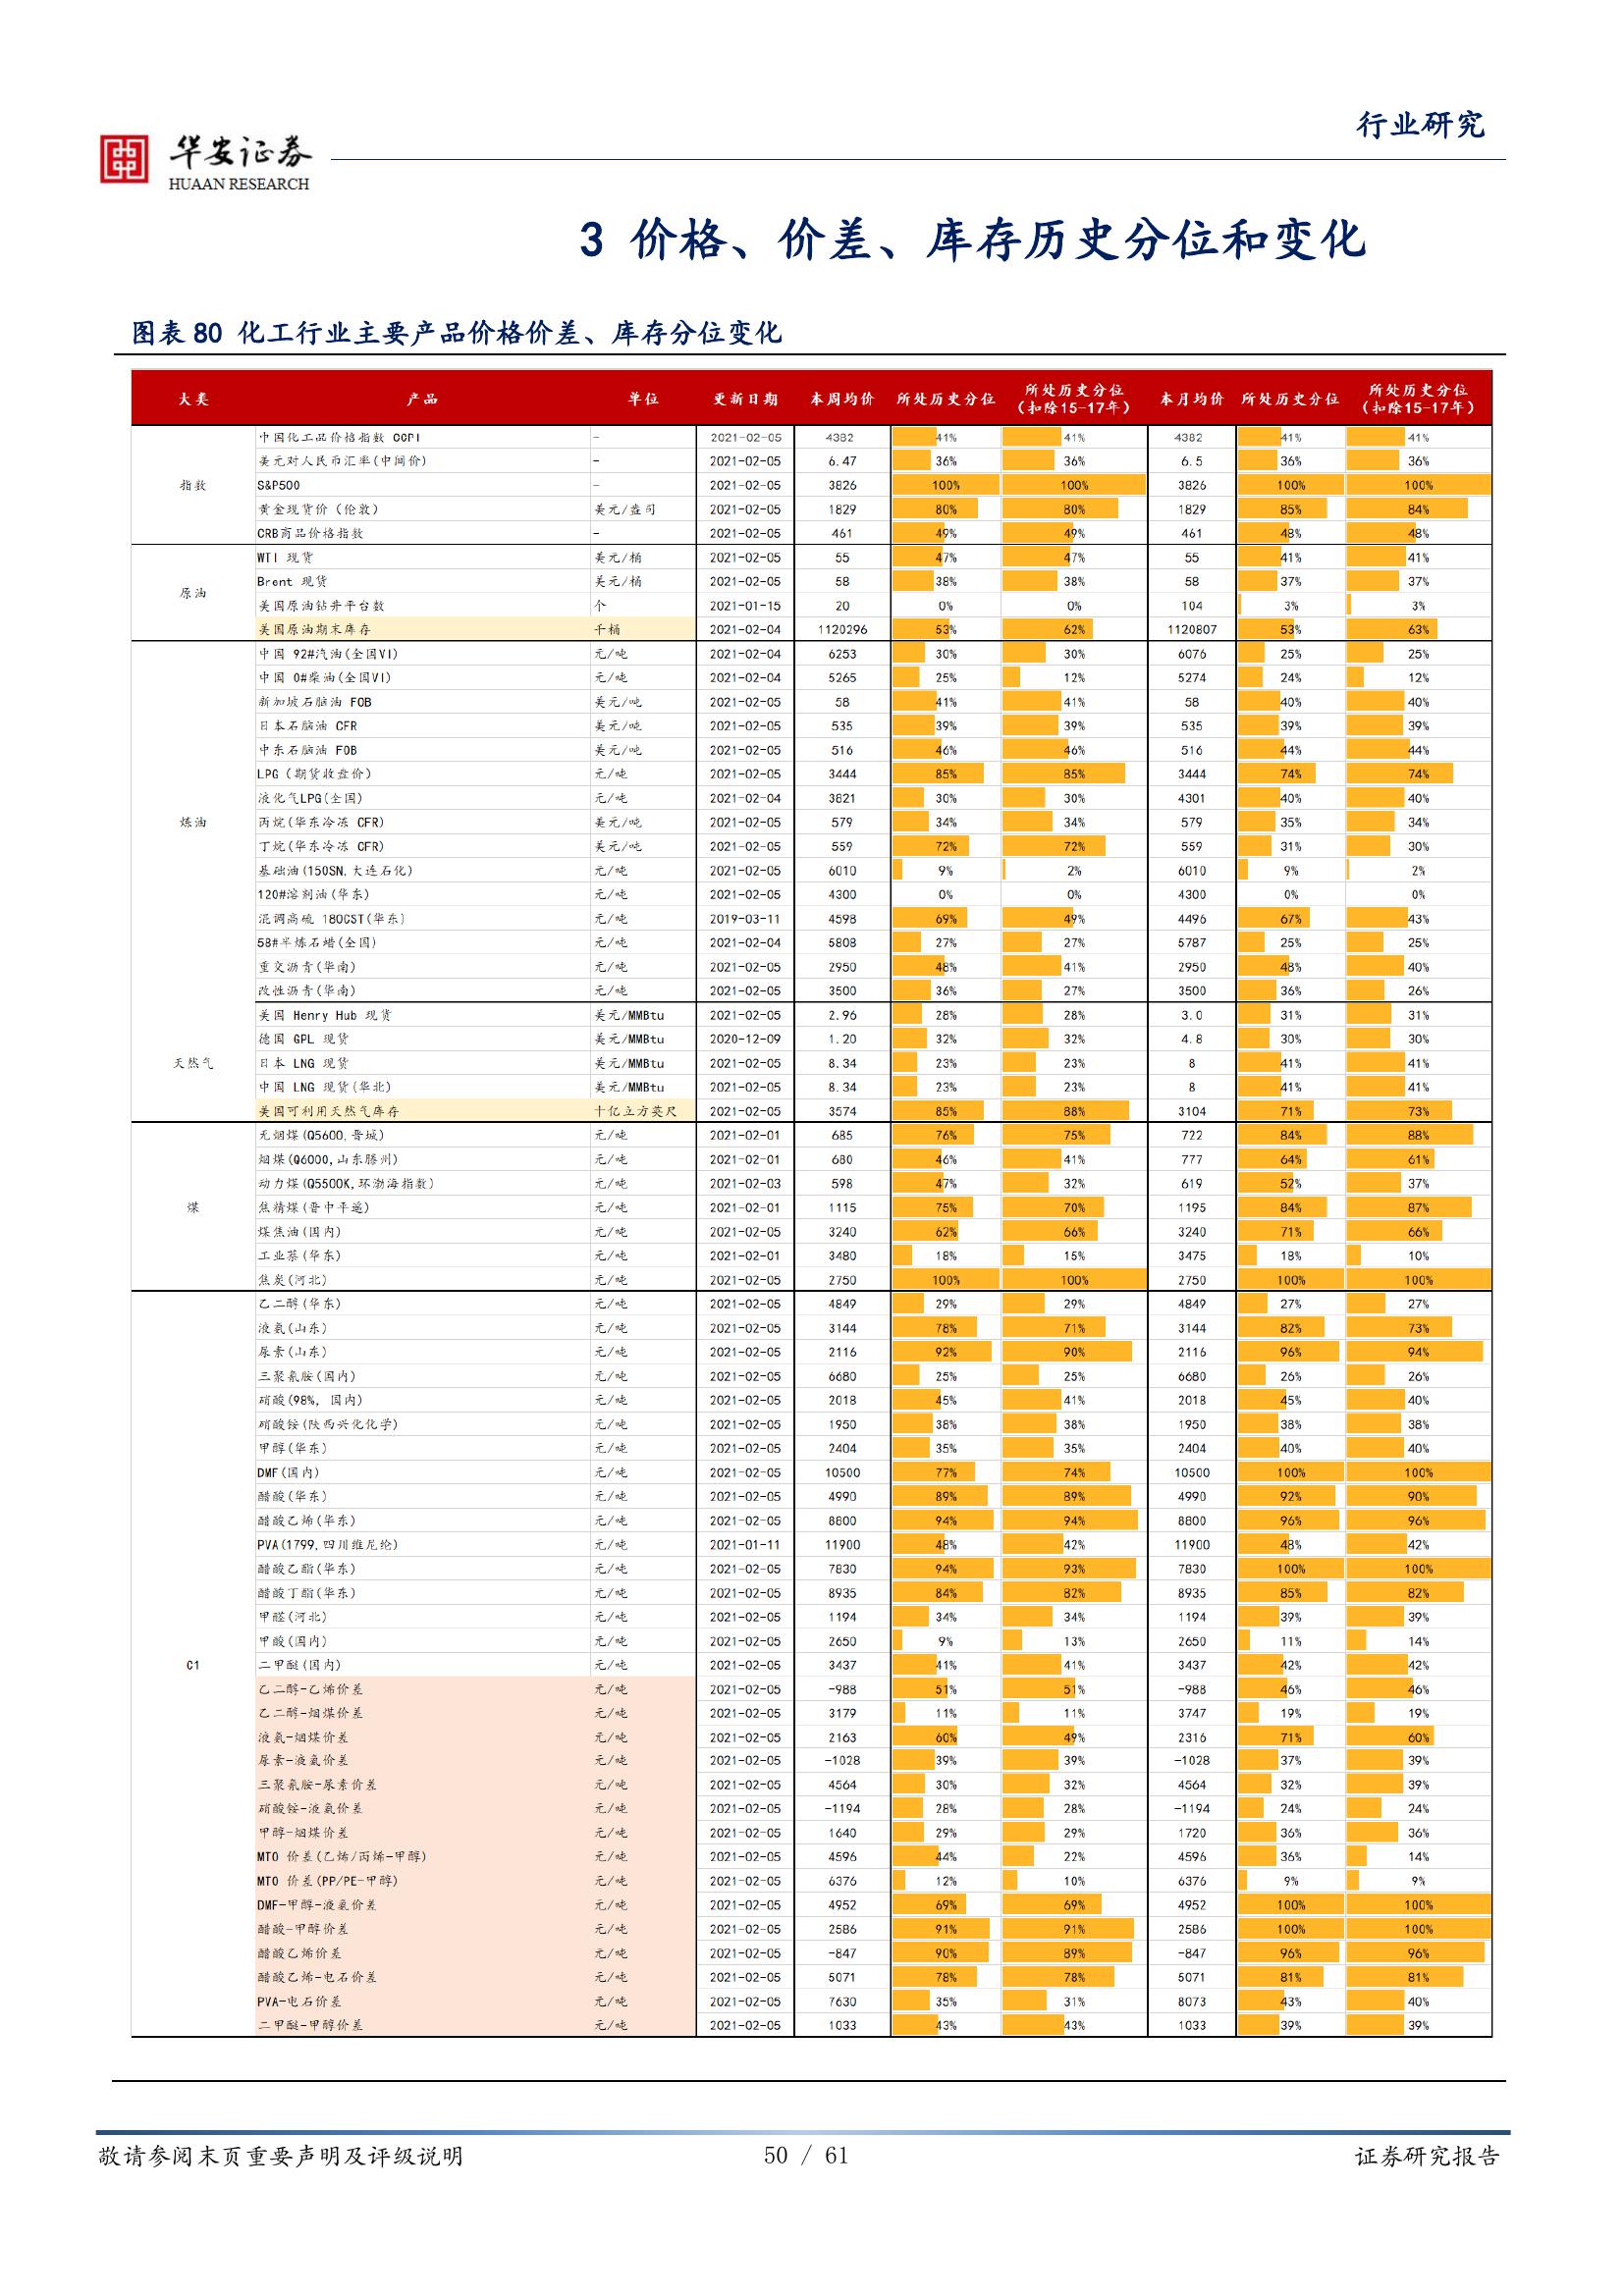 行业研究
华安证券
HUAAN RESEARCH
3 价格、价差、库存历史分位和变化
图表 80 化工行业主要产品价格价差、库存分位变化
大类 产品 单位 更新日期 本周均价 所处历史分位 所处历史分位（扣除15-17年） 本月均价 所处历史分位 所处历史分位（扣除15-17年）
指数
中国化工品价格指数 CCPI - 2021-02-05 4382 41% 41% 4382 41% 41%
美元对人民币汇率(中间价) - 2021-02-05 6.47 36% 36% 6.5 36% 36%
S&P500 - 2021-02-05 3826 100% 100% 3826 100% 100%
黄金现货价（伦敦） 美元/盎司 2021-02-05 1829 80% 80% 1829 85% 84%
CRB商品价格指数 - 2021-02-05 461 49% 49% 461 48% 48%
原油
WTI 现货 美元/桶 2021-02-05 55 47% 47% 55 41% 41%
Brent 现货 美元/桶 2021-02-05 58 38% 38% 58 37% 37%
美国原油钻井平台数 个 2021-01-15 20 0% 0% 104 3% 3%
美国原油期末库存 千桶 2021-02-04 1120296 53% 62% 1120807 53% 63%
炼油
中国 92#汽油(全国VI) 元/吨 2021-02-04 6253 30% 30% 6076 25% 25%
中国 0#柴油(全国VI) 元/吨 2021-02-04 5265 25% 12% 5274 24% 12%
新加坡石脑油 FOB 美元/吨 2021-02-05 58 41% 41% 58 40% 40%
日本石脑油 CFR 美元/吨 2021-02-05 535 39% 39% 535 39% 39%
中东石脑油 FOB 美元/吨 2021-02-05 516 46% 46% 516 44% 44%
LPG（期货收盘价） 元/吨 2021-02-05 3444 85% 85% 3444 74% 74%
液化气LPG(全国) 元/吨 2021-02-04 3821 30% 30% 4301 40% 40%
丙烷(华东冷冻 CFR) 美元/吨 2021-02-05 579 34% 34% 579 35% 34%
丁烷(华东冷冻 CFR) 美元/吨 2021-02-05 559 72% 72% 559 31% 30%
基础油(150SN,大连石化) 元/吨 2021-02-05 6010 9% 2% 6010 9% 2%
120#溶剂油(华东) 元/吨 2021-02-05 4300 0% 0% 4300 0% 0%
混调高硫 180CST(华东) 元/吨 2019-03-11 4598 69% 49% 4496 67% 43%
58#半炼石蜡(全国) 元/吨 2021-02-04 5808 27% 27% 5787 25% 25%
重交沥青(华南) 元/吨 2021-02-05 2950 48% 41% 2950 48% 40%
改性沥青(华南) 元/吨 2021-02-05 3500 36% 27% 3500 36% 26%
天然气
美国 Henry Hub 现货 美元/MMBtu 2021-02-05 2.96 28% 28% 3.0 31% 31%
德国 GPL 现货 美元/MMBtu 2020-12-09 1.20 32% 32% 4.8 30% 30%
日本 LNG 现货 美元/MMBtu 2021-02-05 8.34 23% 23% 8 41% 41%
中国 LNG 现货(华北) 美元/MMBtu 2021-02-05 8.34 23% 23% 8 41% 41%
美国可利用天然气库存 十亿立方英尺 2021-02-05 3574 85% 88% 3104 71% 73%
煤
无烟煤(Q5600,晋城) 元/吨 2021-02-01 685 76% 75% 722 84% 88%
烟煤(Q6000,山东滕州) 元/吨 2021-02-01 680 46% 41% 777 64% 61%
动力煤(Q5500K,环渤海指数) 元/吨 2021-02-03 598 47% 32% 619 52% 37%
焦精煤(晋中平遥) 元/吨 2021-02-01 1115 75% 70% 1195 84% 87%
煤焦油(国内) 元/吨 2021-02-05 3240 62% 66% 3240 71% 66%
工业萘(华东) 元/吨 2021-02-01 3480 18% 15% 3475 18% 10%
焦炭(河北) 元/吨 2021-02-05 2750 100% 100% 2750 100% 100%
C1
乙二醇(华东) 元/吨 2021-02-05 4849 29% 29% 4849 27% 27%
液氨(山东) 元/吨 2021-02-05 3144 78% 71% 3144 82% 73%
尿素(山东) 元/吨 2021-02-05 2116 92% 90% 2116 96% 94%
三聚氰胺(国内) 元/吨 2021-02-05 6680 25% 25% 6680 26% 26%
硝酸(98%, 国内) 元/吨 2021-02-05 2018 45% 41% 2018 45% 40%
硝酸铵(陕西兴化化学) 元/吨 2021-02-05 1950 38% 38% 1950 38% 38%
甲醇(华东) 元/吨 2021-02-05 2404 35% 35% 2404 40% 40%
DMF(国内) 元/吨 2021-02-05 10500 77% 74% 10500 100% 100%
醋酸(华东) 元/吨 2021-02-05 4990 89% 89% 4990 92% 90%
醋酸乙烯(华东) 元/吨 2021-02-05 8800 94% 94% 8800 96% 96%
PVA(1799,四川维尼纶) 元/吨 2021-01-11 11900 48% 42% 11900 48% 42%
醋酸乙酯(华东) 元/吨 2021-02-05 7830 94% 93% 7830 100% 100%
醋酸丁酯(华东) 元/吨 2021-02-05 8935 84% 82% 8935 85% 82%
甲醛(河北) 元/吨 2021-02-05 1194 34% 34% 1194 39% 39%
甲酸(国内) 元/吨 2021-02-05 2650 9% 13% 2650 11% 14%
二甲醚(国内) 元/吨 2021-02-05 3437 41% 41% 3437 42% 42%
乙二醇-乙烯价差 元/吨 2021-02-05 -988 51% 51% -988 46% 46%
乙二醇-烟煤价差 元/吨 2021-02-05 3179 11% 11% 3747 19% 19%
液氨-烟煤价差 元/吨 2021-02-05 2163 60% 49% 2316 71% 60%
尿素-液氨价差 元/吨 2021-02-05 -1028 39% 39% -1028 37% 39%
三聚氰胺-尿素价差 元/吨 2021-02-05 4564 30% 32% 4564 32% 39%
硝酸铵-液氨价差 元/吨 2021-02-05 -1194 28% 28% -1194 24% 24%
甲醇-烟煤价差 元/吨 2021-02-05 1640 29% 29% 1720 36% 36%
MTO 价差(乙烯/丙烯-甲醇) 元/吨 2021-02-05 4596 44% 22% 4596 36% 14%
MTO 价差(PP/PE-甲醇) 元/吨 2021-02-05 6376 12% 10% 6376 9% 9%
DMF-甲醇-液氨价差 元/吨 2021-02-05 4952 69% 69% 4952 100% 100%
醋酸-甲醇价差 元/吨 2021-02-05 2586 91% 91% 2586 100% 100%
醋酸乙烯价差 元/吨 2021-02-05 -847 90% 89% -847 96% 96%
醋酸乙烯-电石价差 元/吨 2021-02-05 5071 78% 78% 5071 81% 81%
PVA-电石价差 元/吨 2021-02-05 7630 35% 31% 8073 43% 40%
二甲醚-甲醇价差 元/吨 2021-02-05 1033 43% 43% 1033 39% 39%
敬请参阅末页重要声明及评级说明 50 / 61 证券研究报告